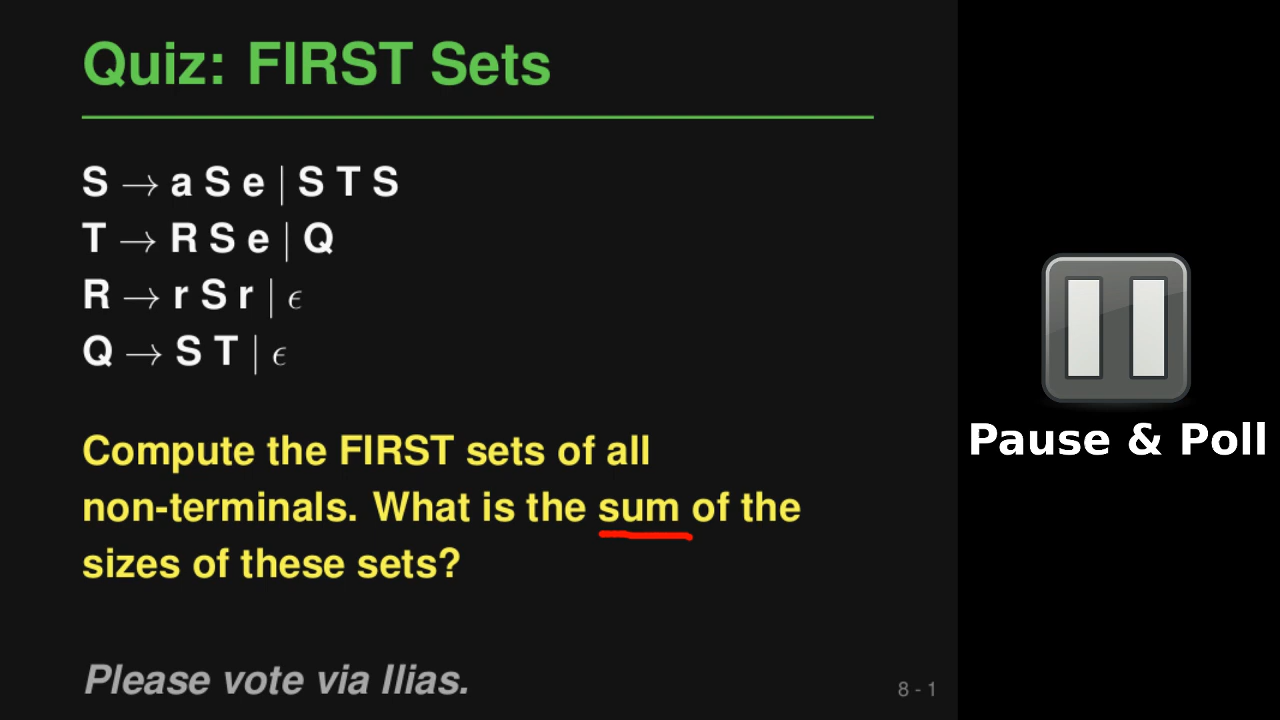 Quiz: FIRST Sets
S → a S e | S T S
T → R S e | Q
R → r S r | ϵ
Q → S T | ϵ
Compute the FIRST sets of all
non-terminals. What is the sum of the
sizes of these sets?
Please vote via Ilias.
8 - 1
Pause & Poll